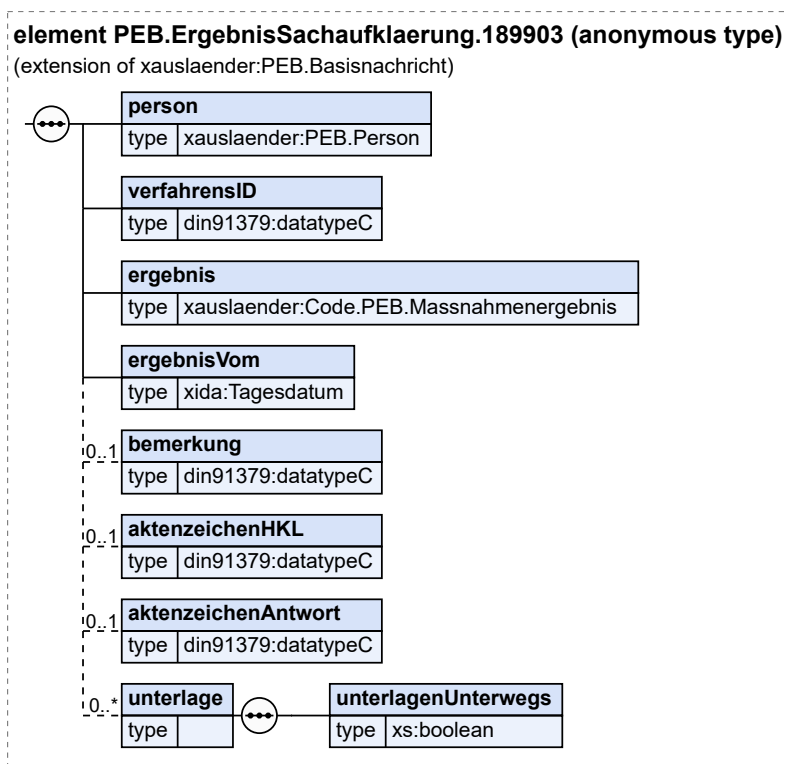 element PEB.ErgebnisSachaufklaerung.189903 (anonymous type)
(extension of xauslaender:PEB.Basisnachricht)
person
type xauslaender:PEB.Person
verfahrensID
type din91379:datatypeC
ergebnis
type xauslaender:Code.PEB.Massnahmenergebnis
ergebnisVom
type xida:Tagesdatum
0..1 bemerkung
type din91379:datatypeC
0..1 aktenzeichenHKL
type din91379:datatypeC
0..1 aktenzeichenAntwort
type din91379:datatypeC
0..* unterlage unterlagenUnterwegs
type type xs:boolean